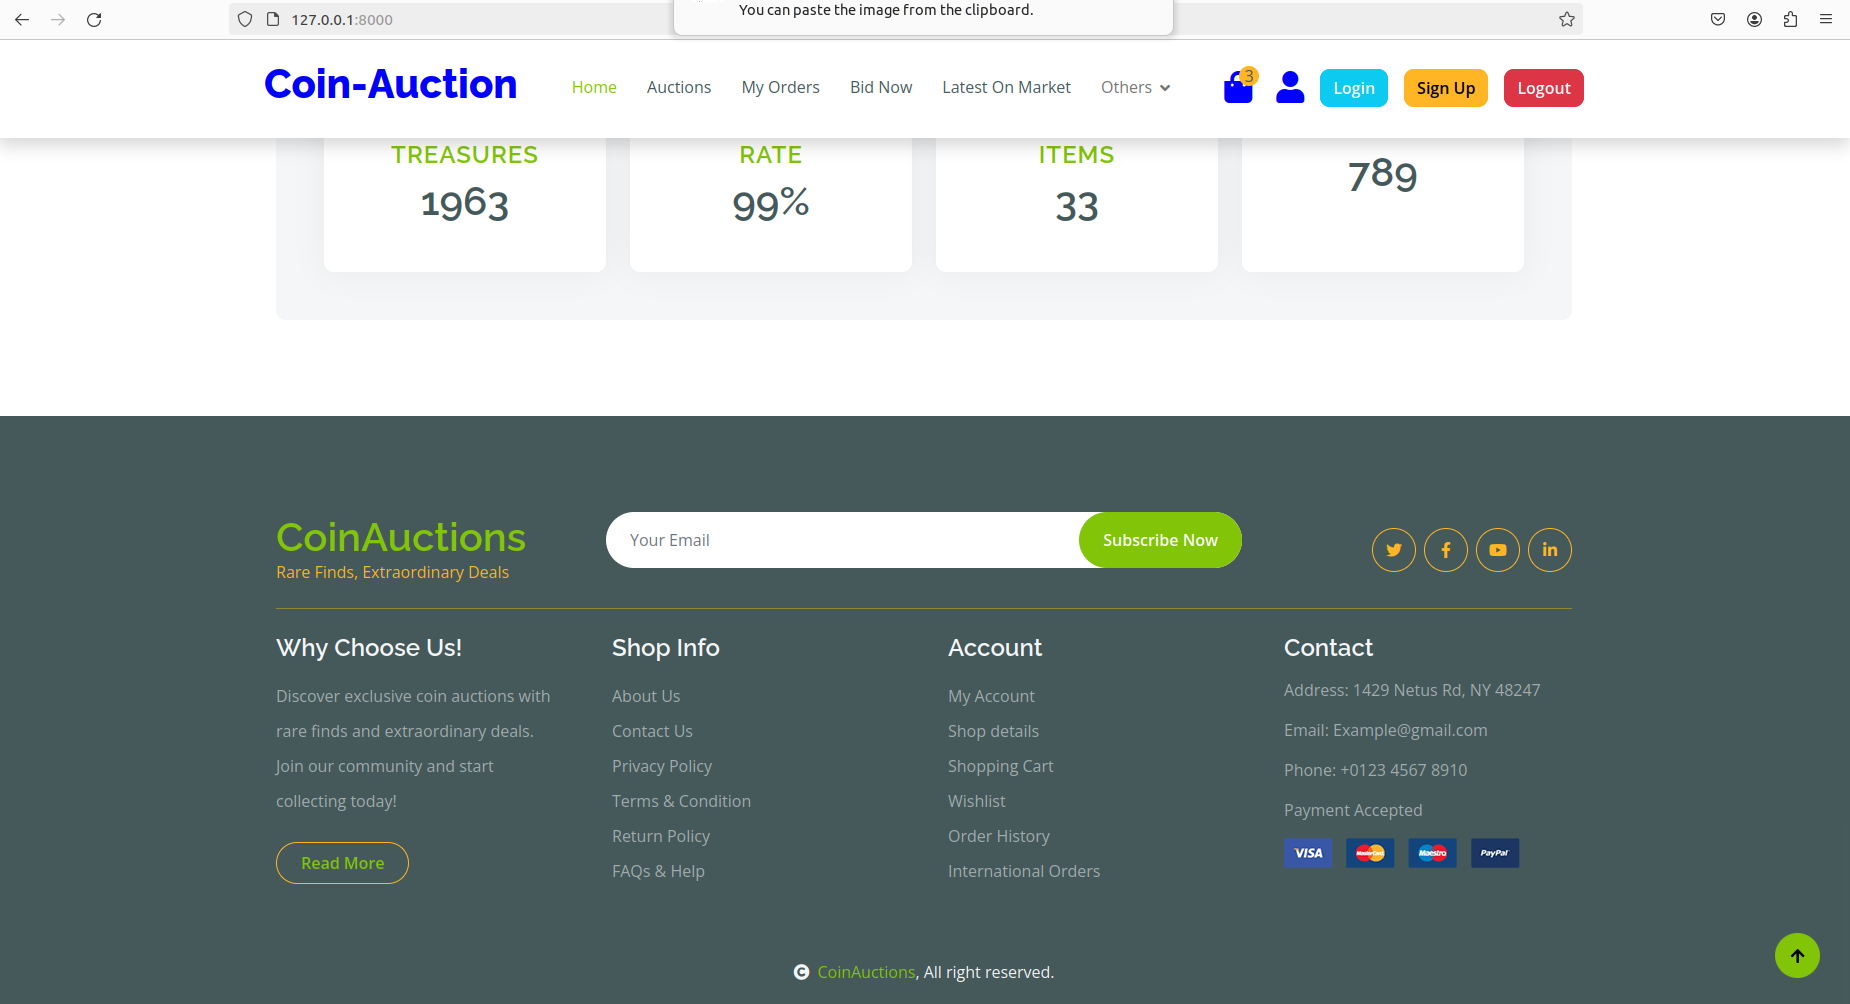 You can paste the image from the clipboard.
127.0.0.1:8000
Coin-Auction
Home
Auctions
My Orders
Bid Now
Latest On Market
Others
3
Login
Sign Up
Logout
TREASURES
1963
RATE
99%
ITEMS
33
789
CoinAuctions
Rare Finds, Extraordinary Deals
Your Email
Subscribe Now
Why Choose Us!
Discover exclusive coin auctions with
rare finds and extraordinary deals.
Join our community and start
collecting today!
Read More
Shop Info
About Us
Contact Us
Privacy Policy
Terms & Condition
Return Policy
FAQs & Help
Account
My Account
Shop details
Shopping Cart
Wishlist
Order History
International Orders
Contact
Address: 1429 Netus Rd, NY 48247
Email: Example@gmail.com
Phone: +0123 4567 8910
Payment Accepted
VISA
MasterCard
Maestro
PayPal
CoinAuctions, All right reserved.